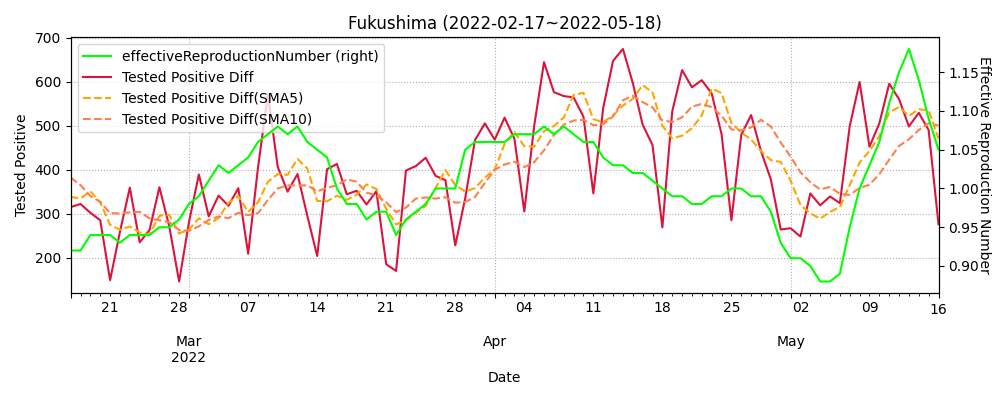 Fukushima (2022-02-17~2022-05-18)
effectiveReproductionNumber (right)
Tested Positive Diff
Tested Positive Diff(SMA5)
Tested Positive Diff(SMA10)
Tested Positive
700
600
500
400
300
200
Effective Reproduction Number
1.15
1.10
1.05
1.00
0.95
0.90
21 28 07 14 21 28 04 11 18 25 02 09 16
Mar Apr May
2022
Date